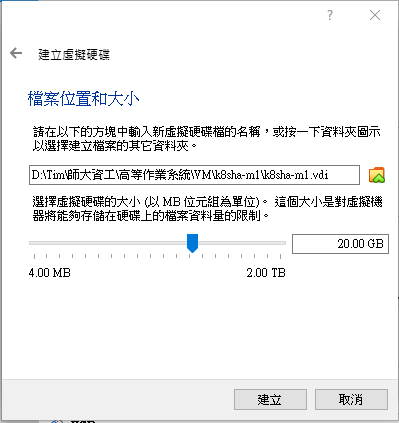 ?
建立虛擬硬碟
檔案位置和大小
請在以下的方塊中輸入新虛擬硬碟檔的名稱，或按一下資料夾圖示
以選擇建立檔案的其它資料夾。
D:\Tim\師大資工\高等作業系統\VM\k8sha-m1\k8sha-m1.vdi
選擇虛擬硬碟的大小 (以 MB 位元組為單位)。 這個大小是對虛擬機
器將能夠存儲在硬碟上的檔案資料量的限制。
20.00 GB
4.00 MB
2.00 TB
建立
取消